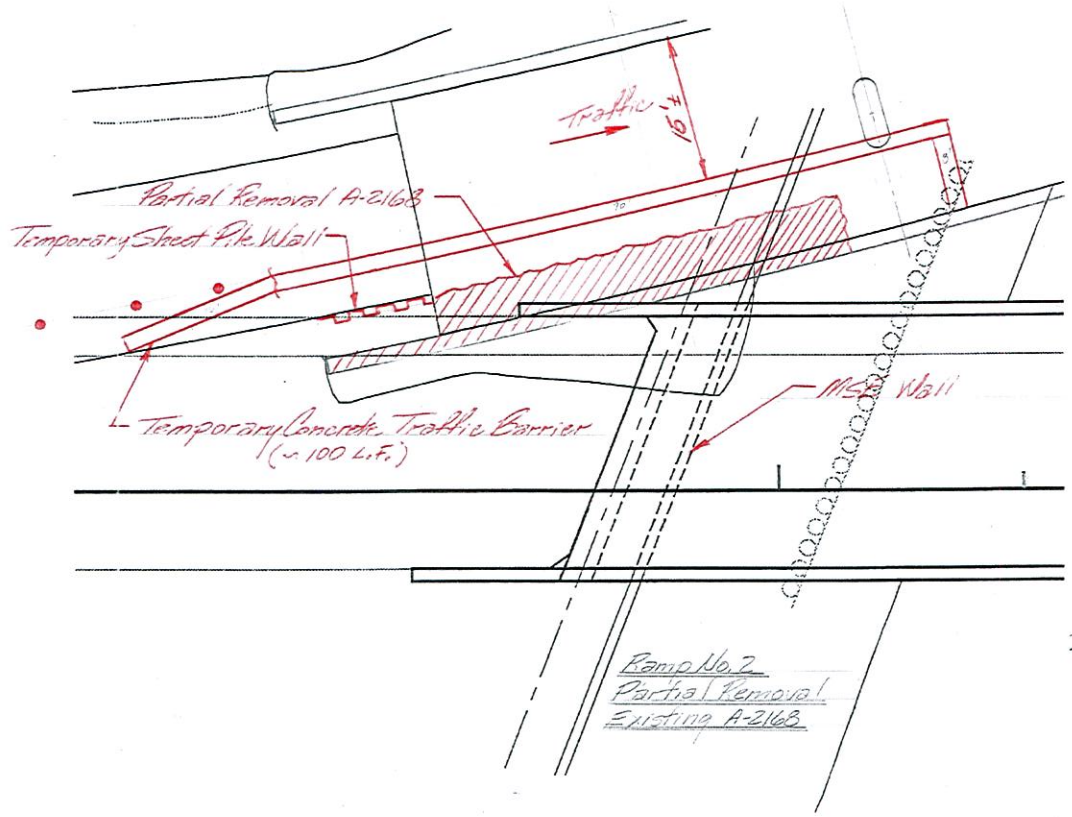 Traffic
16'±
Partial Removal A-2168
Temporary Sheet Pile Wall
MSE Wall
Temporary Concrete Traffic Barrier
(~ 100 L.F.)
Ramp No. 2
Partial Removal
Existing A-2168